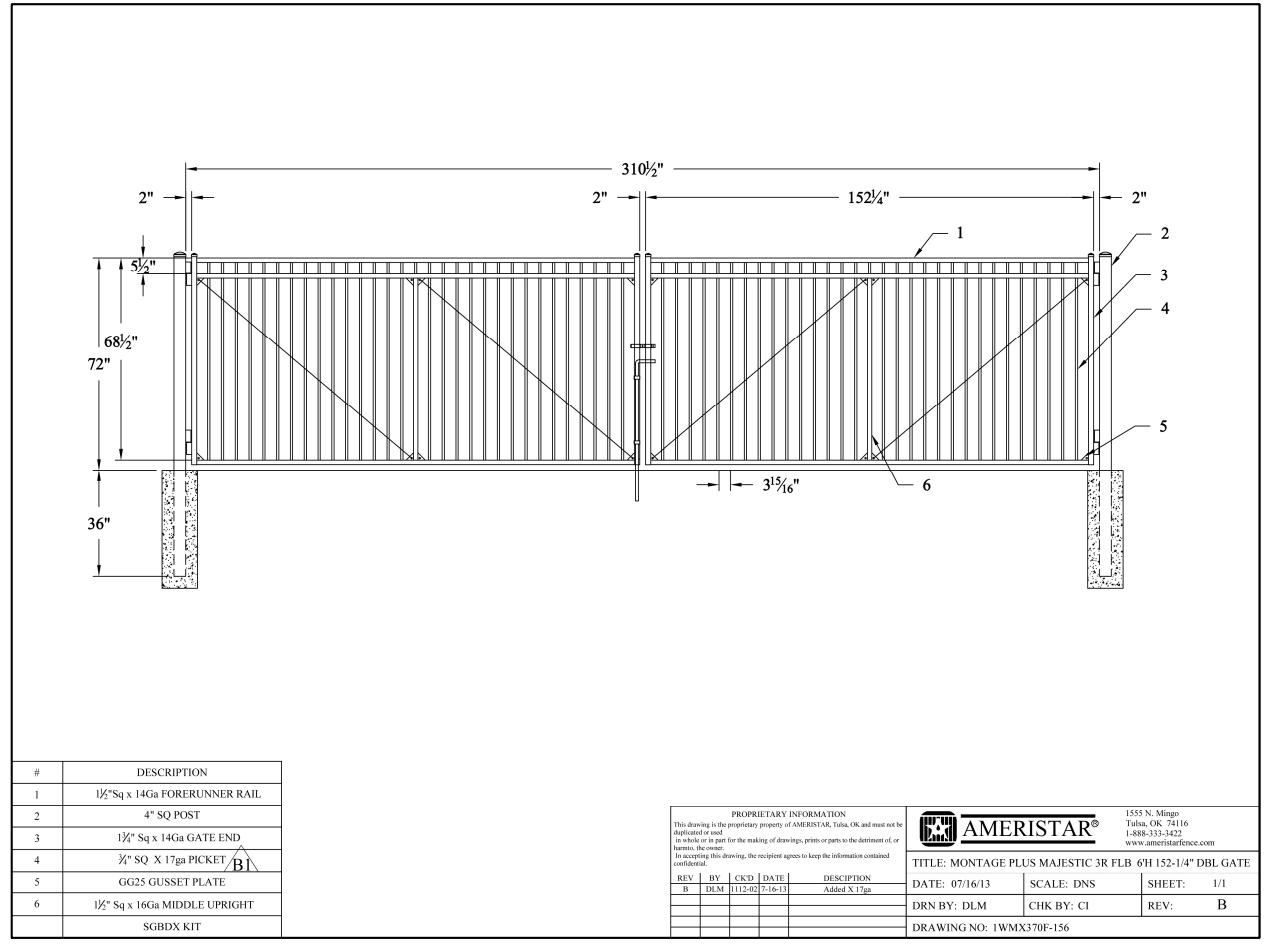 310½"
2"
2"
152¼"
2"
1
2
5½"
3
4
68½"
72"
5
3 15⁄16"
6
36"
# DESCRIPTION
1 1½"Sq x 14Ga FORERUNNER RAIL
2 4" SQ POST
3 1¾" Sq x 14Ga GATE END
4 ¾" SQ X 17ga PICKET B1
5 GG25 GUSSET PLATE
6 1½" Sq x 16Ga MIDDLE UPRIGHT
SGBDX KIT
PROPRIETARY INFORMATION
This drawing is the proprietary property of AMERISTAR, Tulsa, OK and must not be
duplicated or used
in whole or in part for the making of drawings, prints or parts to the detriment of, or
harmto, the owner.
In accepting this drawing, the recipient agrees to keep the information contained
confidential.
REV BY CK'D DATE DESCIPTION
B DLM 1112-02 7-16-13 Added X 17ga
AMERISTAR®
1555 N. Mingo
Tulsa, OK 74116
1-888-333-3422
www.ameristarfence.com
TITLE: MONTAGE PLUS MAJESTIC 3R FLB 6'H 152-1/4" DBL GATE
DATE: 07/16/13 SCALE: DNS SHEET: 1/1
DRN BY: DLM CHK BY: CI REV: B
DRAWING NO: 1WMX370F-156